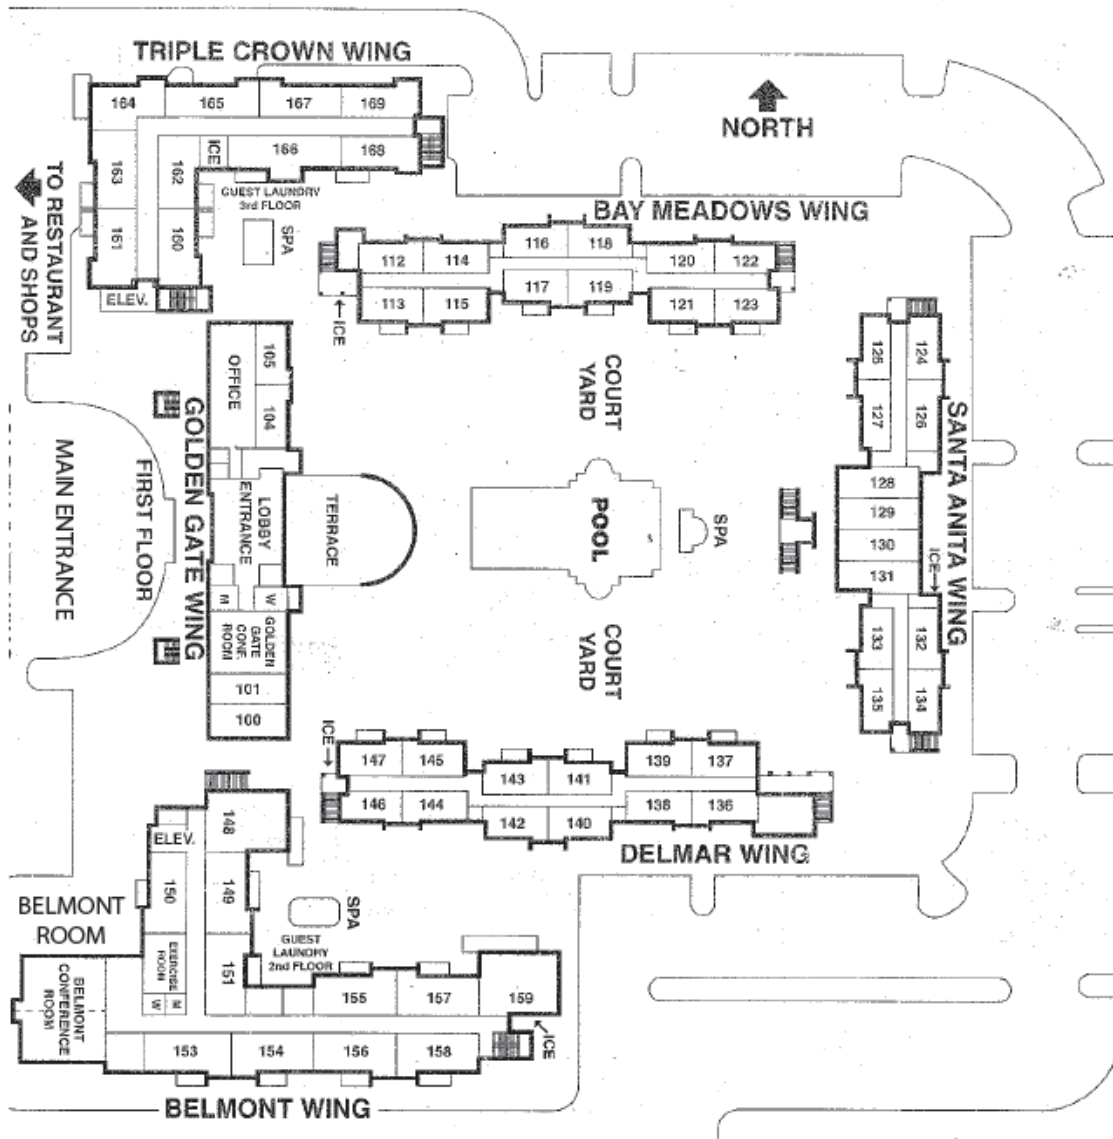 TRIPLE CROWN WING
164
165
167
169
163
162
ICE
166
168
161
160
ELEV.
GUEST LAUNDRY
3rd FLOOR
SPA
TO RESTAURANT
AND SHOPS
NORTH
BAY MEADOWS WING
112
114
116
118
120
122
113
115
117
119
121
123
ICE
OFFICE
105
104
GOLDEN GATE WING
MAIN ENTRANCE
FIRST FLOOR
LOBBY
ENTRANCE
TERRACE
M
W
GOLDEN
GATE
CONF.
ROOM
101
100
COURT
YARD
POOL
SPA
COURT
YARD
SANTA ANITA WING
125
124
127
126
128
129
130
131
ICE
133
132
135
134
ICE
147
145
143
141
139
137
146
144
142
140
138
136
DELMAR WING
148
ELEV.
150
149
BELMONT
ROOM
EXERCISE
ROOM
W
M
151
SPA
GUEST
LAUNDRY
2nd FLOOR
BELMONT
CONFERENCE
ROOM
155
157
159
ICE
153
154
156
158
BELMONT WING